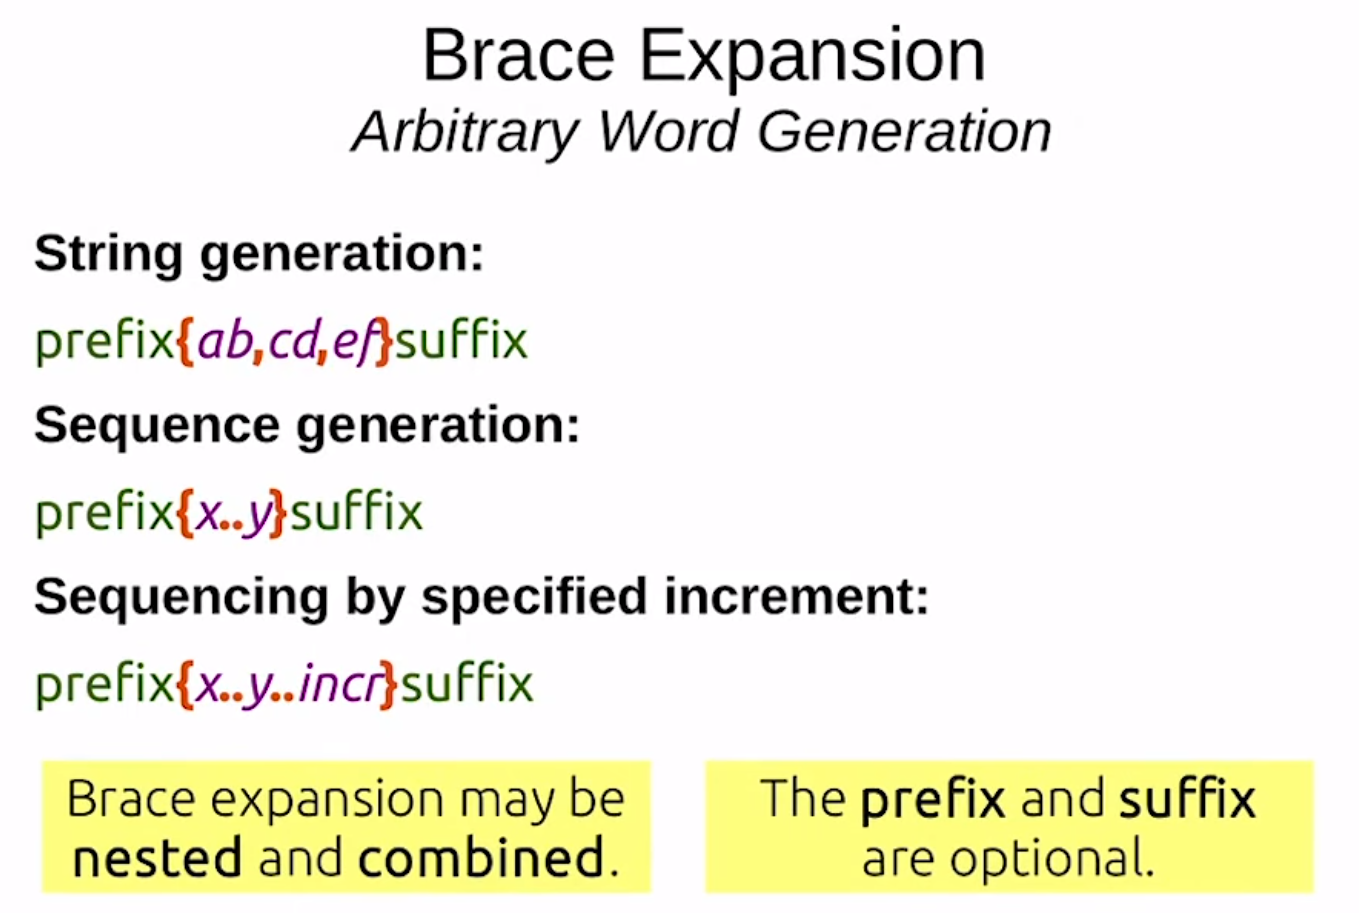 Brace Expansion
Arbitrary Word Generation
String generation:
prefix{ab,cd,ef}suffix
Sequence generation:
prefix{x..y}suffix
Sequencing by specified increment:
prefix{x..y..incr}suffix
Brace expansion may be
nested and combined.
The prefix and suffix
are optional.